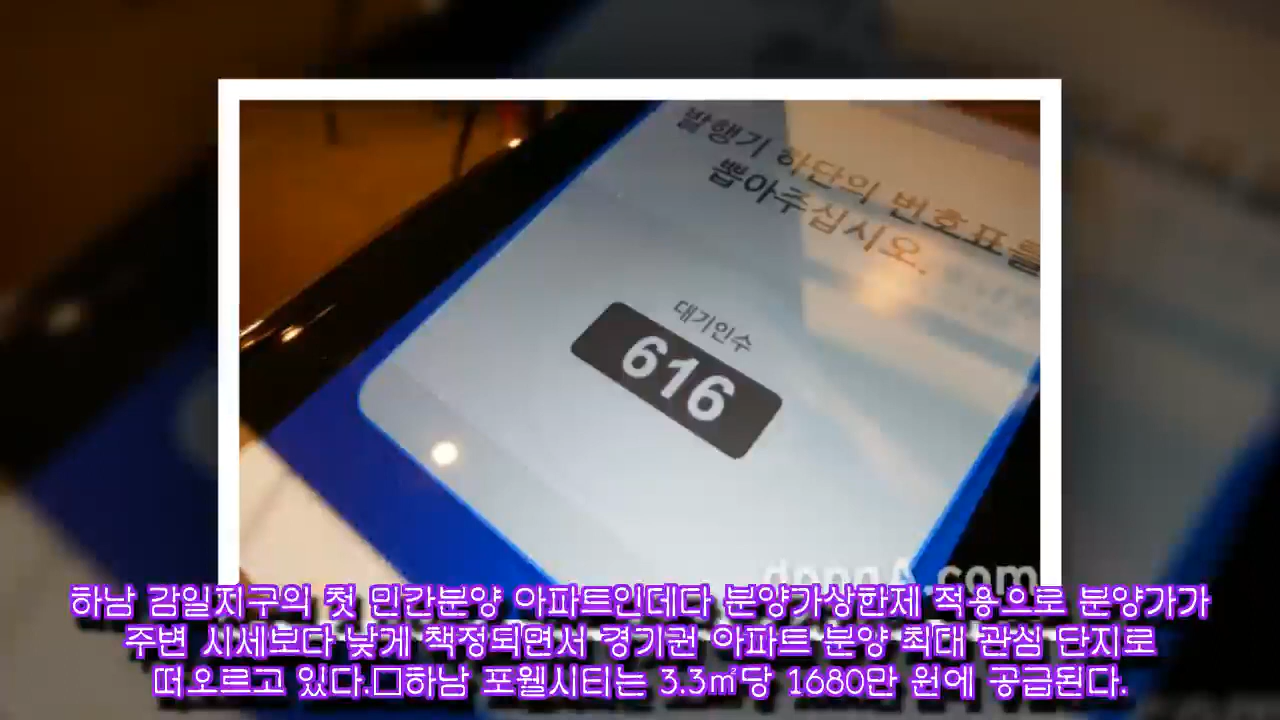 발행기 하단의 번호표를
뽑아주십시오.
대기인수
616
dongA.com
하남 감일지구의 첫 민간분양 아파트인데다 분양가상한제 적용으로 분양가가
주변 시세보다 낮게 책정되면서 경기권 아파트 분양 최대 관심 단지로
떠오르고 있다.□하남 포웰시티는 3.3㎡당 1680만 원에 공급된다.